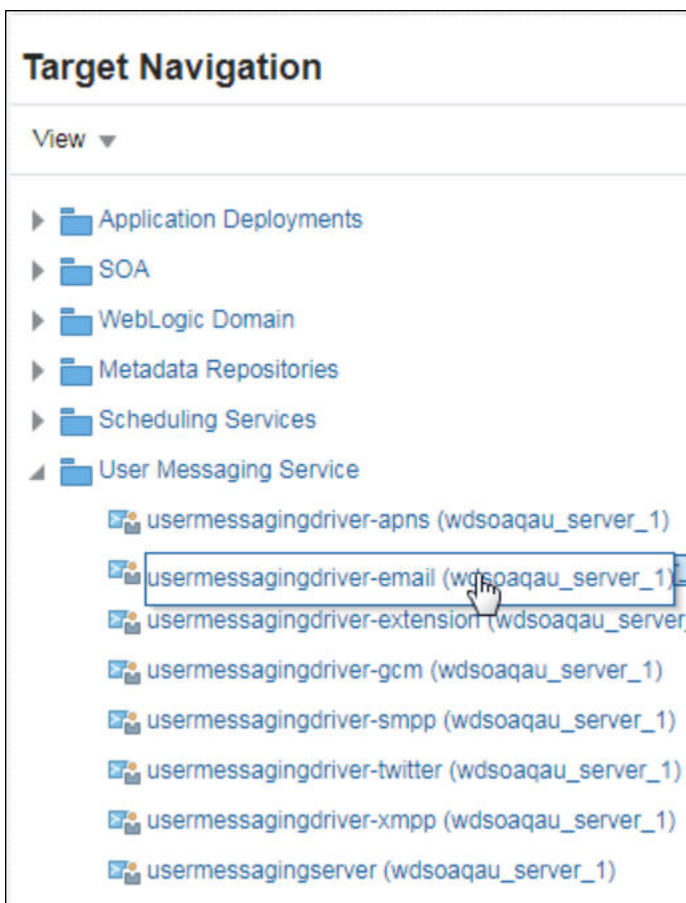 Target Navigation
View
Application Deployments
SOA
WebLogic Domain
Metadata Repositories
Scheduling Services
User Messaging Service
usermessagingdriver-apns (wdsoaqau_server_1)
usermessagingdriver-email (wdsoaqau_server_1)
usermessagingdriver-extension (wdsoaqau_server_
usermessagingdriver-gcm (wdsoaqau_server_1)
usermessagingdriver-smpp (wdsoaqau_server_1)
usermessagingdriver-twitter (wdsoaqau_server_1)
usermessagingdriver-xmpp (wdsoaqau_server_1)
usermessagingserver (wdsoaqau_server_1)